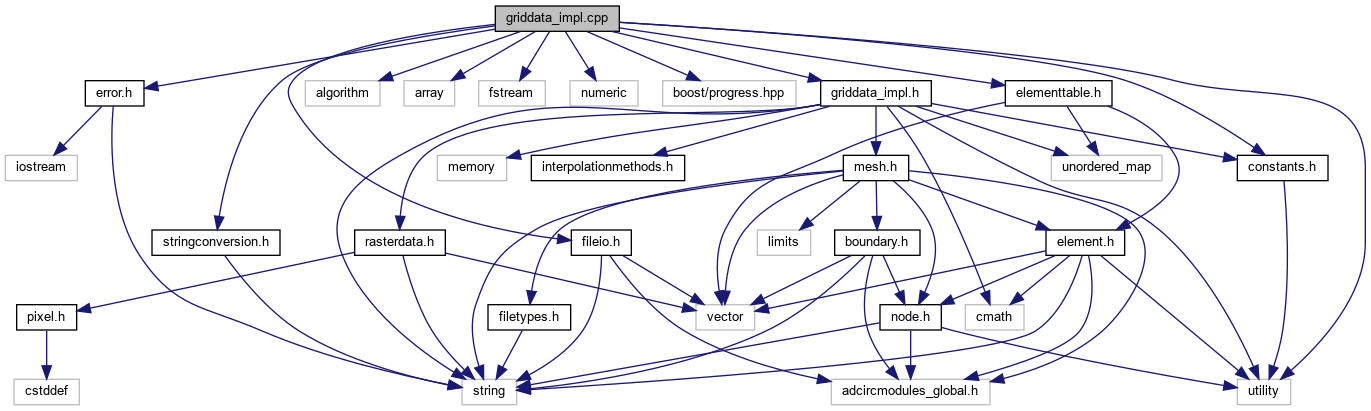 griddata_impl.cpp
error.h
algorithm
array
fstream
numeric
boost/progress.hpp
griddata_impl.h
elementtable.h
iostream
memory
interpolationmethods.h
mesh.h
unordered_map
constants.h
stringconversion.h
rasterdata.h
fileio.h
limits
boundary.h
element.h
pixel.h
filetypes.h
vector
node.h
cmath
cstddef
string
adcircmodules_global.h
utility